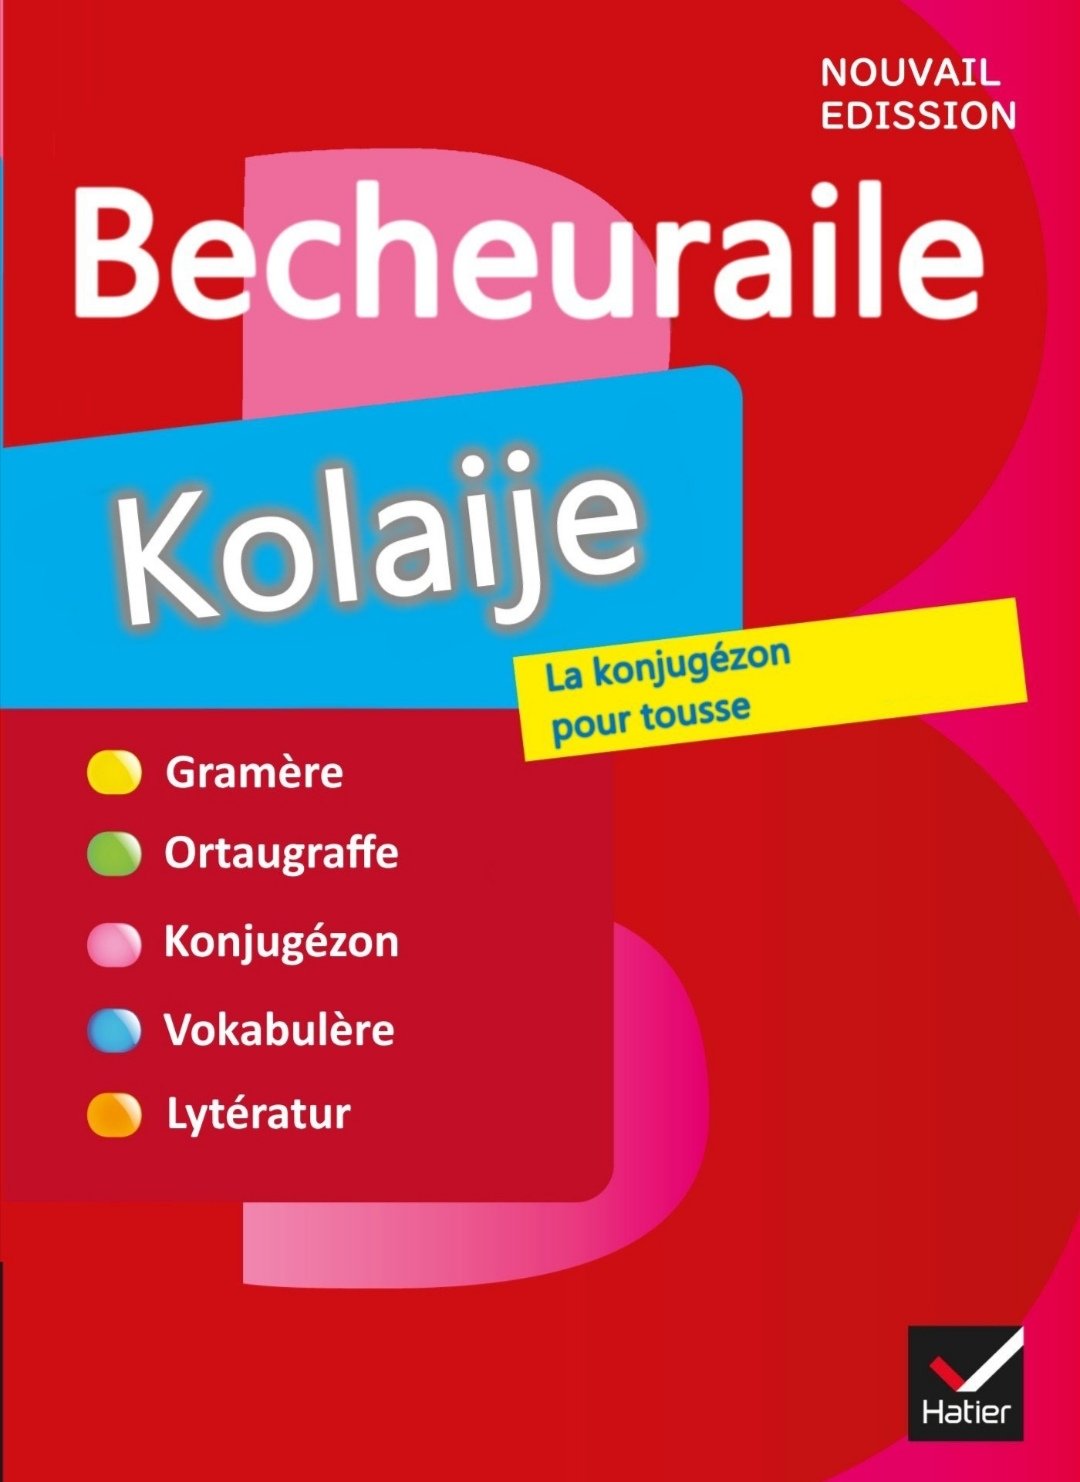 NOUVAIL
EDISSION
Becheuraile
Kolaije
La konjugézon
pour tousse
Gramère
Ortaugraffe
Konjugézon
Vokabulère
Lytératur
Hatier